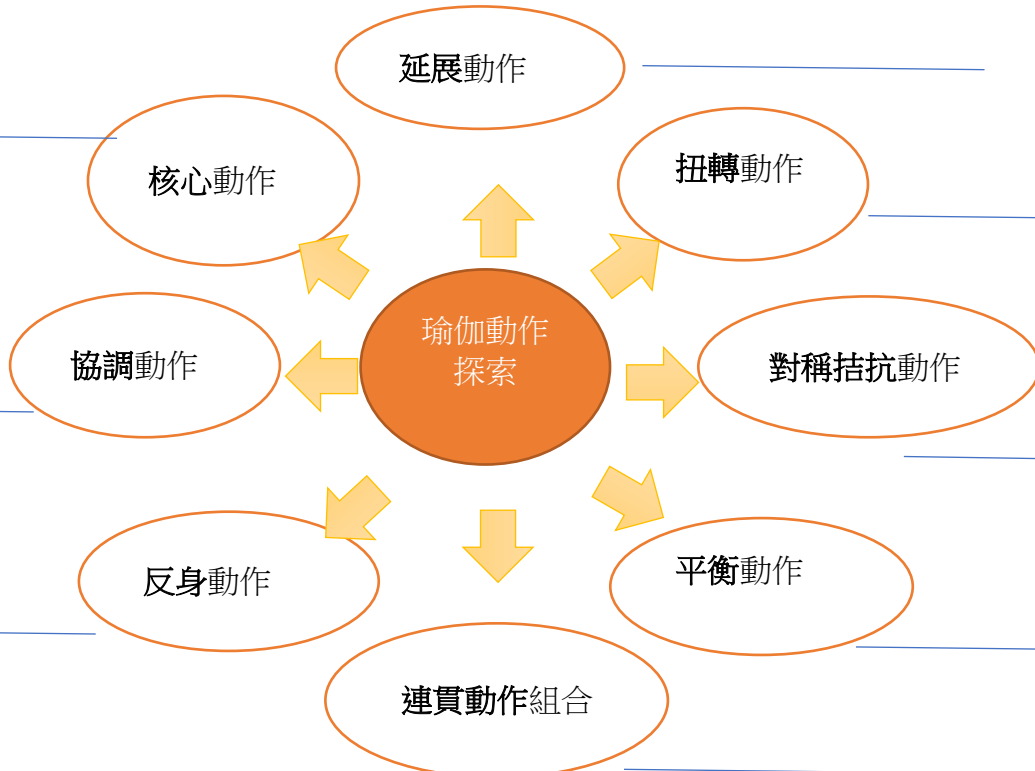 延展動作
核心動作
扭轉動作
瑜伽動作
探索
協調動作
對稱拮抗動作
反身動作
平衡動作
連貫動作組合